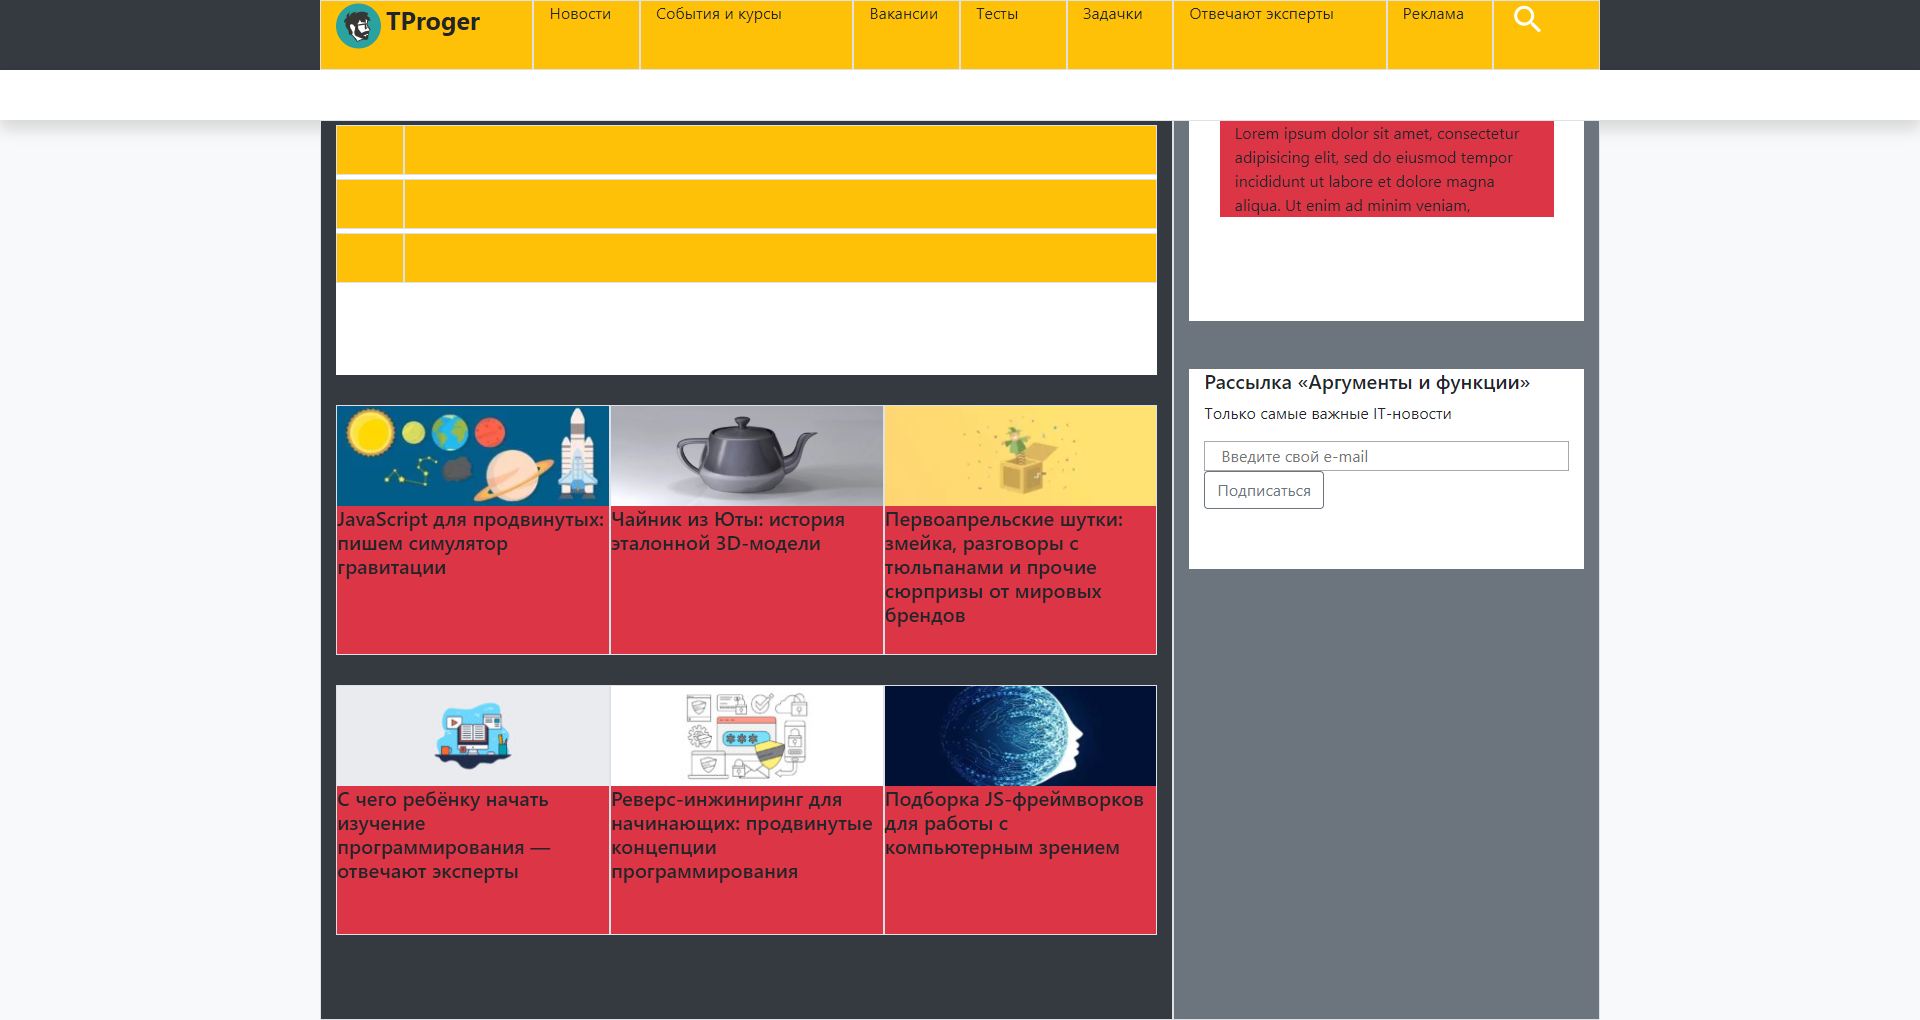 TProger
Новости
События и курсы
Вакансии
Тесты
Задачки
Отвечают эксперты
Реклама
Lorem ipsum dolor sit amet, consectetur
adipisicing elit, sed do eiusmod tempor
incididunt ut labore et dolore magna
aliqua. Ut enim ad minim veniam,
Рассылка «Аргументы и функции»
Только самые важные IT-новости
Введите свой e-mail
Подписаться
JavaScript для продвинутых:
пишем симулятор
гравитации
Чайник из Юты: история
эталонной 3D-модели
Первоапрельские шутки:
змейка, разговоры с
тюльпанами и прочие
сюрпризы от мировых
брендов
С чего ребёнку начать
изучение
программирования —
отвечают эксперты
Реверс-инжиниринг для
начинающих: продвинутые
концепции
программирования
Подборка JS-фреймворков
для работы с
компьютерным зрением